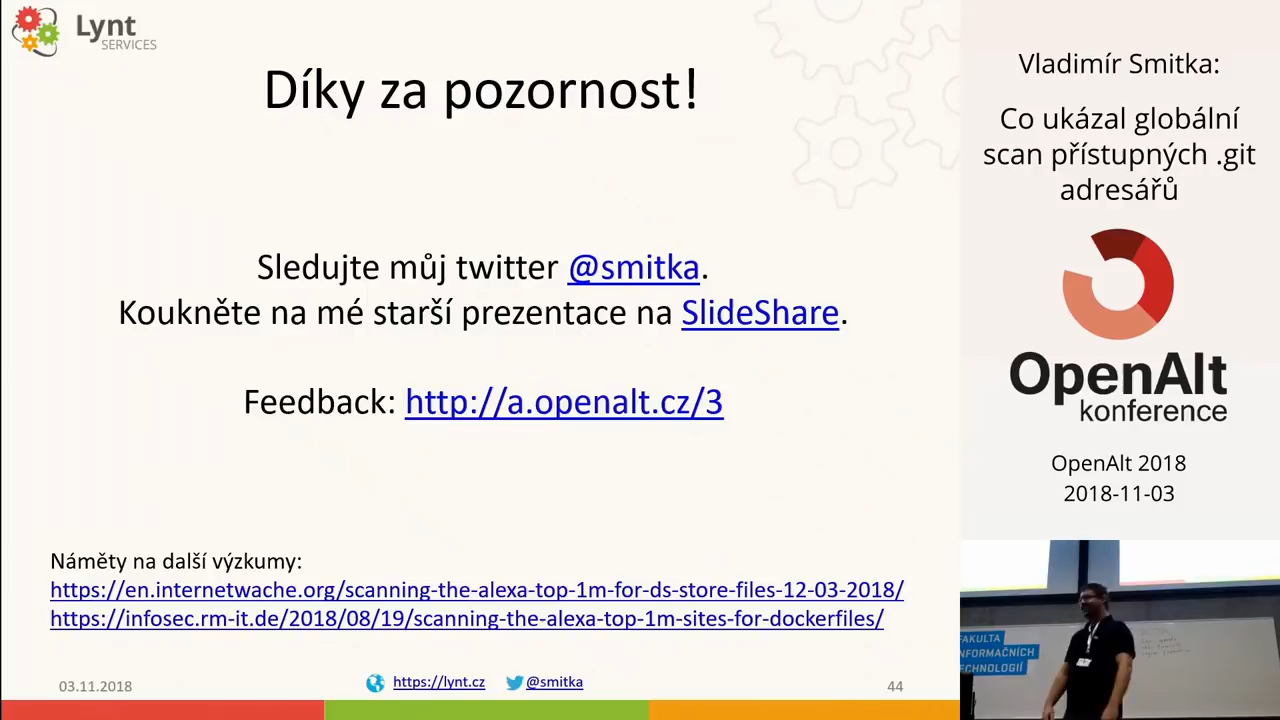 Lynt
SERVICES
Díky za pozornost!
Sledujte můj twitter @smitka.
Koukněte na mé starší prezentace na SlideShare.
Feedback: http://a.openalt.cz/3
Náměty na další výzkumy:
https://en.internetwache.org/scanning-the-alexa-top-1m-for-ds-store-files-12-03-2018/
https://infosec.rm-it.de/2018/08/19/scanning-the-alexa-top-1m-sites-for-dockerfiles/
03.11.2018
https://lynt.cz
@smitka
44
Vladimír Smitka:
Co ukázal globální
scan přístupných .git
adresářů
OpenAlt
konference
OpenAlt 2018
2018-11-03
FAKULTA
INFORMAČNÍCH
TECHNOLOGIÍ